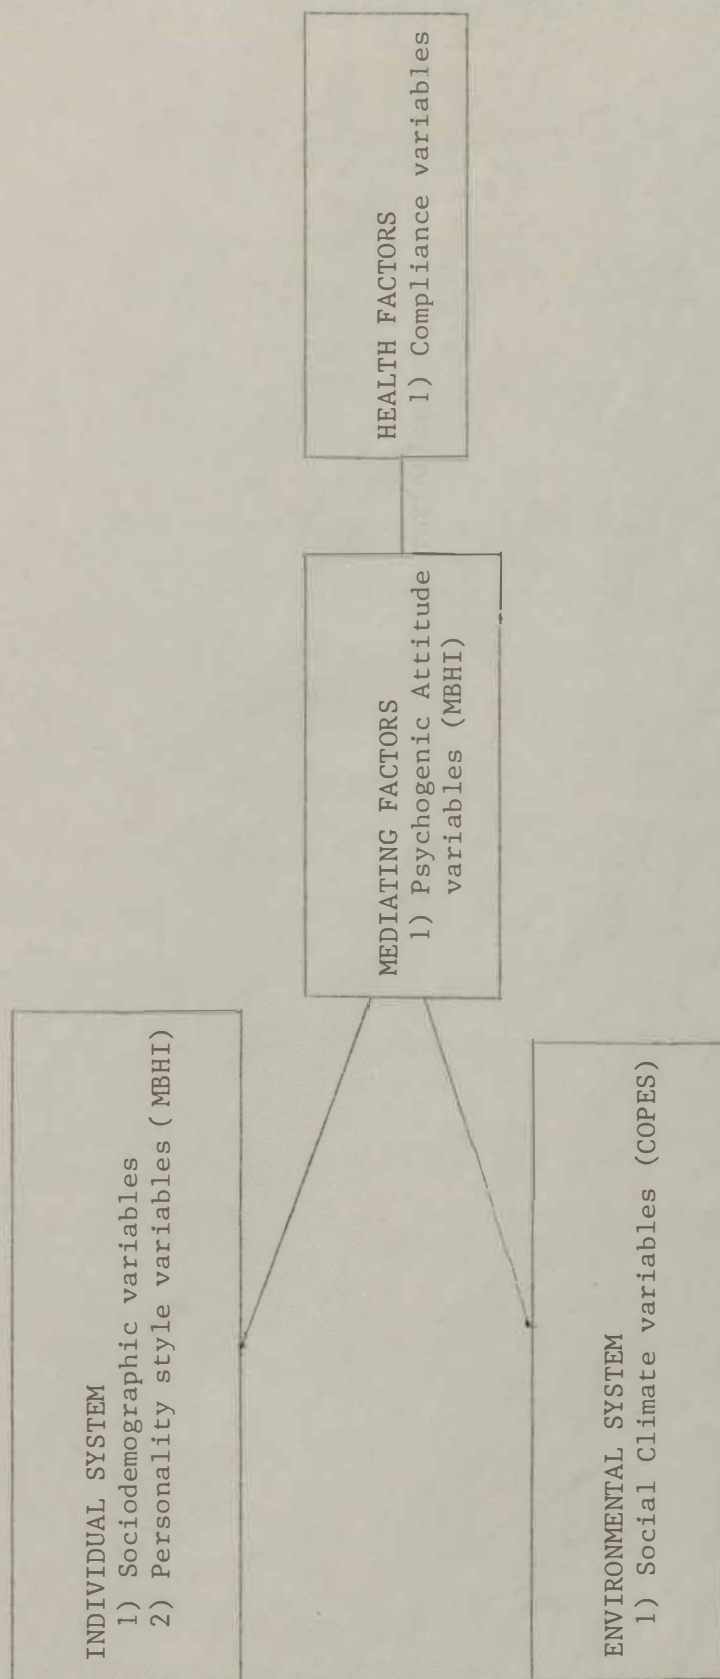 INDIVIDUAL SYSTEM
1) Sociodemographic variables
2) Personality style variables (MBHI)
ENVIRONMENTAL SYSTEM
1) Social Climate variables (COPES)
MEDIATING FACTORS
1) Psychogenic Attitude
variables (MBHI)
HEALTH FACTORS
1) Compliance variables